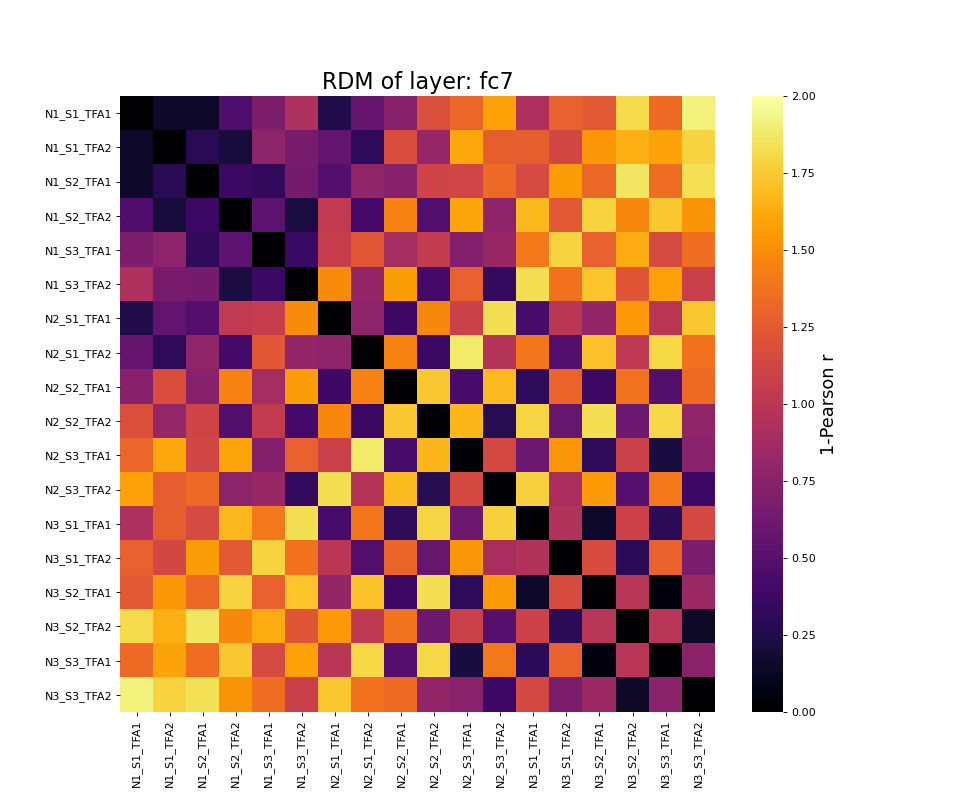 RDM of layer: fc7
N1_S1_TFA1
N1_S1_TFA2
N1_S2_TFA1
N1_S2_TFA2
N1_S3_TFA1
N1_S3_TFA2
N2_S1_TFA1
N2_S1_TFA2
N2_S2_TFA1
N2_S2_TFA2
N2_S3_TFA1
N2_S3_TFA2
N3_S1_TFA1
N3_S1_TFA2
N3_S2_TFA1
N3_S2_TFA2
N3_S3_TFA1
N3_S3_TFA2
N1_S1_TFA1
N1_S1_TFA2
N1_S2_TFA1
N1_S2_TFA2
N1_S3_TFA1
N1_S3_TFA2
N2_S1_TFA1
N2_S1_TFA2
N2_S2_TFA1
N2_S2_TFA2
N2_S3_TFA1
N2_S3_TFA2
N3_S1_TFA1
N3_S1_TFA2
N3_S2_TFA1
N3_S2_TFA2
N3_S3_TFA1
N3_S3_TFA2
2.00
1.75
1.50
1.25
1.00
0.75
0.50
0.25
0.00
1-Pearson r